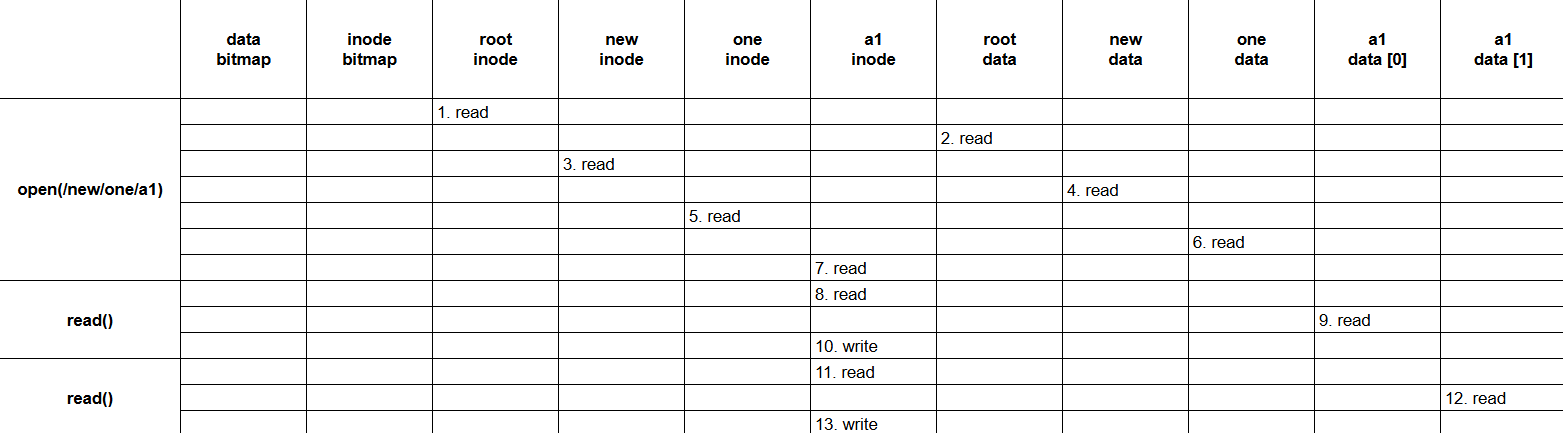 data bitmap inode bitmap root inode new inode one inode a1 inode root data new data one data a1 data [0] a1 data [1]
open(/new/one/a1)
1. read
2. read
3. read
4. read
5. read
6. read
7. read
read()
8. read
9. read
10. write
read()
11. read
12. read
13. write